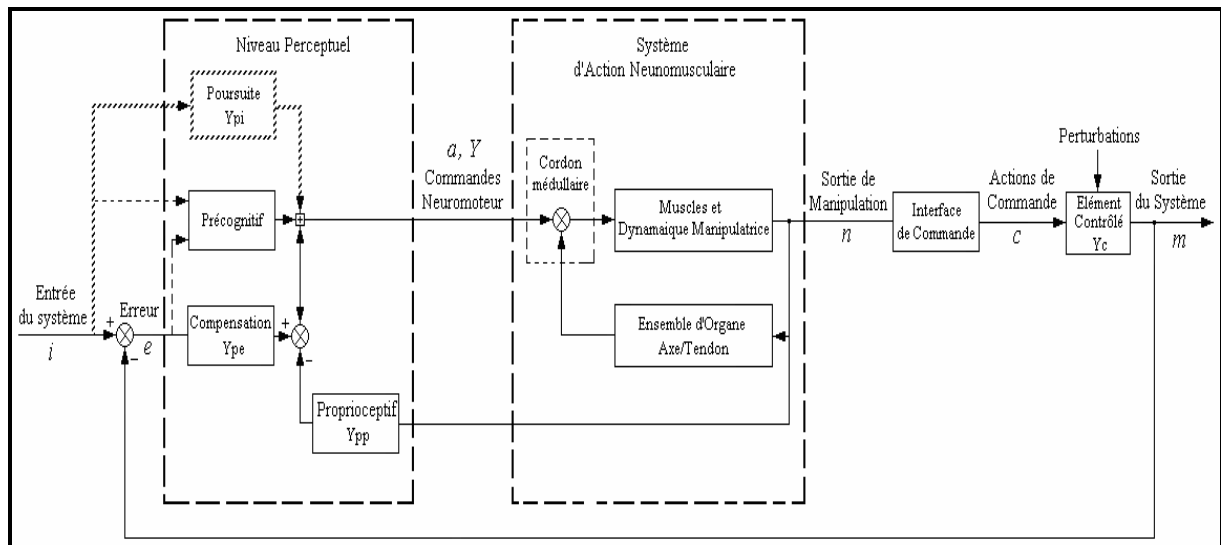 Niveau Perceptuel
Système
d'Action Neunomusculaire
Poursuite
Ypi
Précognitif
Compensation
Ype
Proprioceptif
Ypp
Entrée
du système
i
+
−
Erreur
e
+
−
a, Y
Commandes
Neuromoteur
Cordon
médullaire
Muscles et
Dynamaique Manipulatrice
Ensemble d'Organe
Axe/Tendon
Sortie de
Manipulation
n
Interface
de Commande
Actions de
Commande
c
Perturbations
Elément
Contrôlé
Yc
Sortie
du Système
m